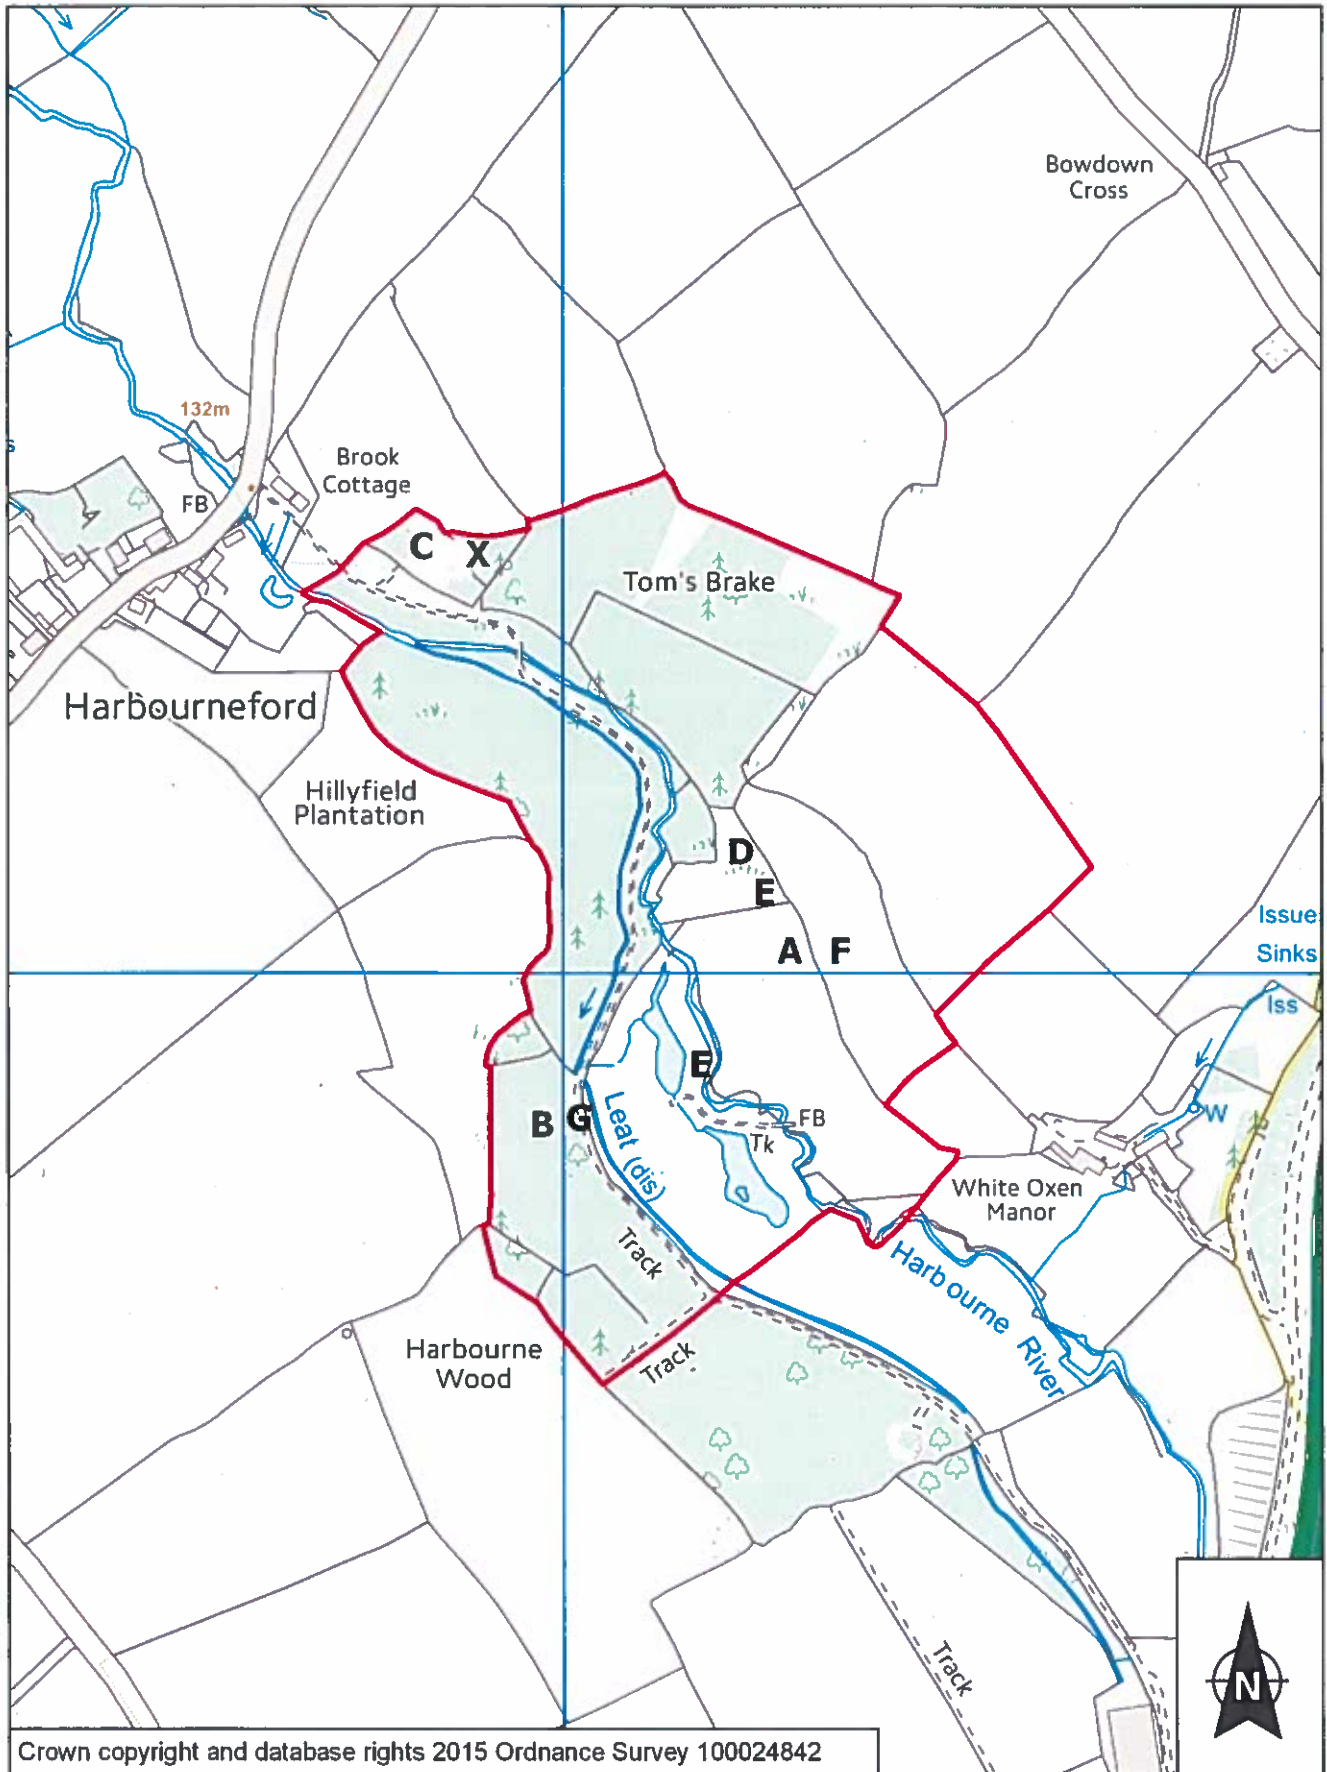 Bowdown
Cross
132m
Brook
Cottage
FB
C
X
Tom's Brake
Harbourneford
Hillyfield
Plantation
D
E
A
F
Issue
Sinks
Iss
E
W
B
G
Leat (dis)
FB
Tk
White Oxen
Manor
Track
Harbourne River
Harbourne
Wood
Track
Track
N
Crown copyright and database rights 2015 Ordnance Survey 100024842